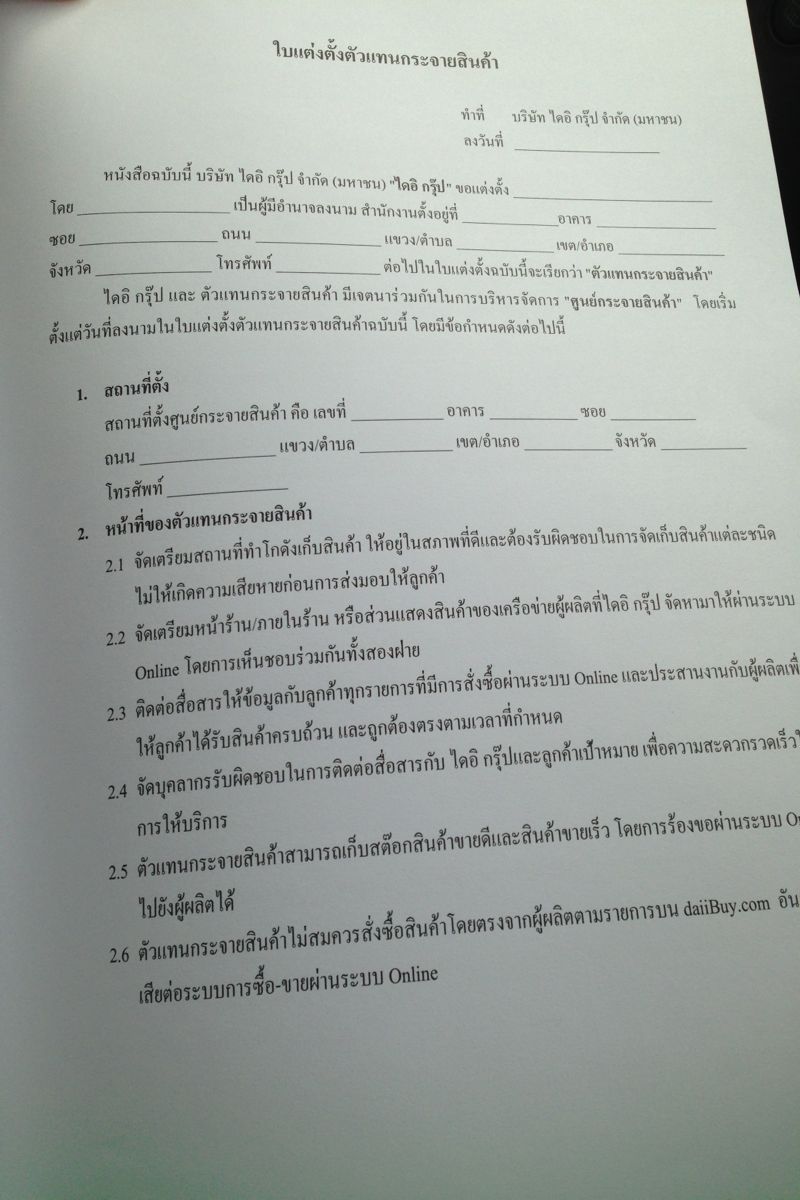 ใบแต่งตั้งตัวแทนกระจายสินค้า
ทำที่ บริษัท ไดอิ กรุ๊ป จำกัด (มหาชน)
ลงวันที่
หนังสือฉบับนี้ บริษัท ไดอิ กรุ๊ป จำกัด (มหาชน) "ไดอิ กรุ๊ป" ขอแต่งตั้ง
โดย เป็นผู้มีอำนาจลงนาม สำนักงานตั้งอยู่ที่ อาคาร
ซอย ถนน แขวง/ตำบล เขต/อำเภอ
จังหวัด โทรศัพท์ ต่อไปในใบแต่งตั้งฉบับนี้จะเรียกว่า "ตัวแทนกระจายสินค้า"
ไดอิ กรุ๊ป และ ตัวแทนกระจายสินค้า มีเจตนาร่วมกันในการบริหารจัดการ "ศูนย์กระจายสินค้า" โดยเริ่ม
ตั้งแต่วันที่ลงนามในใบแต่งตั้งตัวแทนกระจายสินค้าฉบับนี้ โดยมีข้อกำหนดดังต่อไปนี้
1. สถานที่ตั้ง
สถานที่ตั้งศูนย์กระจายสินค้า คือ เลขที่ อาคาร ซอย
ถนน แขวง/ตำบล เขต/อำเภอ จังหวัด
โทรศัพท์
2. หน้าที่ของตัวแทนกระจายสินค้า
2.1 จัดเตรียมสถานที่ทำโกดังเก็บสินค้า ให้อยู่ในสภาพที่ดีและต้องรับผิดชอบในการจัดเก็บสินค้าแต่ละชนิด
ไม่ให้เกิดความเสียหายก่อนการส่งมอบให้ลูกค้า
2.2 จัดเตรียมหน้าร้าน/ภายในร้าน หรือส่วนแสดงสินค้าของเครือข่ายผู้ผลิตที่ไดอิ กรุ๊ป จัดหามาให้ผ่านระบบ
Online โดยการเห็นชอบร่วมกันทั้งสองฝาย
2.3 ติดต่อสื่อสารให้ข้อมูลกับลูกค้าทุกรายการที่มีการสั่งซื้อผ่านระบบ Online และประสานงานกับผู้ผลิตเพื่
ให้ลูกค้าได้รับสินค้าครบถ้วน และถูกต้องตรงตามเวลาที่กำหนด
2.4 จัดบุคลากรรับผิดชอบในการติดต่อสื่อสารกับ ไดอิ กรุ๊ปและลูกค้าเป้าหมาย เพื่อความสะดวกรวดเร็วใ
การให้บริการ
2.5 ตัวแทนกระจายสินค้าสามารถเก็บสต๊อกสินค้าขายดีและสินค้าขายเร็ว โดยการร้องขอผ่านระบบ O
ไปยังผู้ผลิตได้
2.6 ตัวแทนกระจายสินค้าไม่สมควรสั่งซื้อสินค้าโดยตรงจากผู้ผลิตตามรายการบน daiiBuy.com อัน
เสียต่อระบบการซื้อ-ขายผ่านระบบ Online